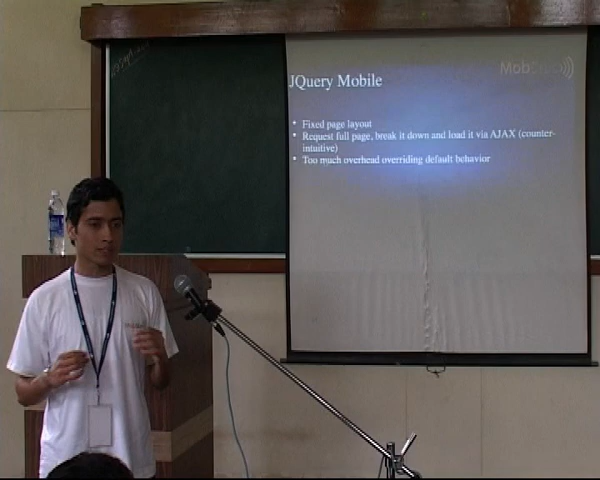 JQuery Mobile
• Fixed page layout
• Request full page, break it down and load it via AJAX (counter-
intuitive)
• Too much overhead overriding default behavior